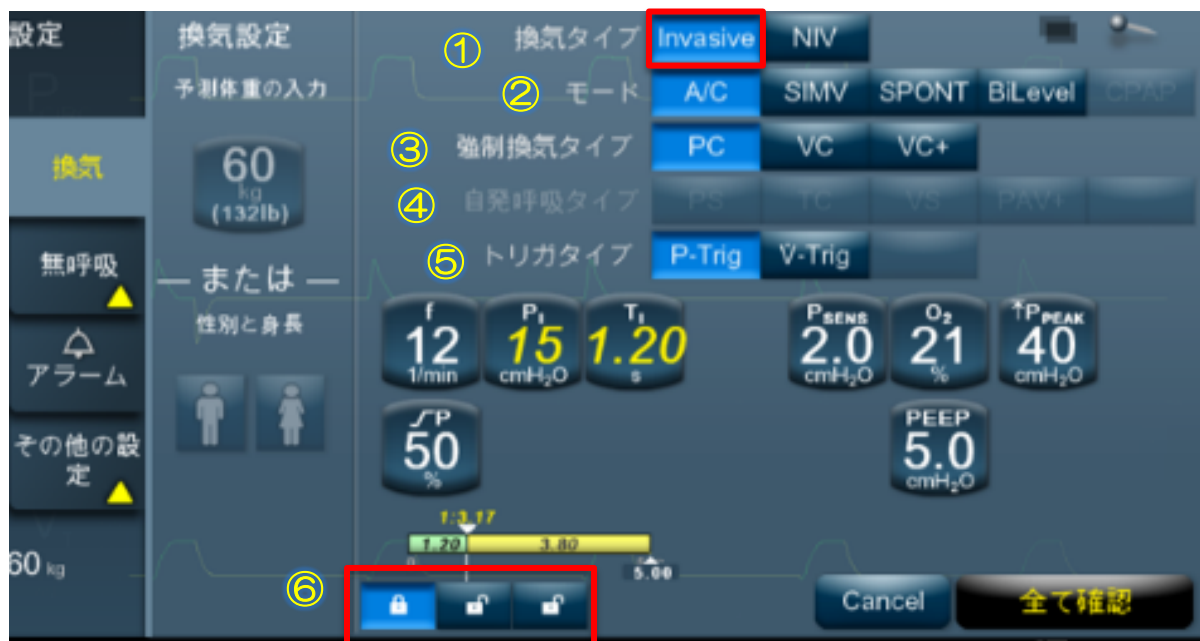 設定
換気
無呼吸
アラーム
その他の設
定
60 kg
換気設定
予測体重の入力
60
kg
(132lb)
— または —
性別と身長
① 換気タイプ Invasive NIV
② モード A/C SIMV SPONT BiLevel CPAP
③ 強制換気タイプ PC VC VC+
④ 自発呼吸タイプ PS TC VS PAV+
⑤ トリガタイプ P-Trig V̇-Trig
f
12
1/min
PI
15
cmH₂O
TI
1.20
s
PSENS
2.0
cmH₂O
O₂
21
%
↑PPEAK
40
cmH₂O
P
50
%
PEEP
5.0
cmH₂O
1:3.17
1.20 3.80
0
5.00
⑥
Cancel 全て確認